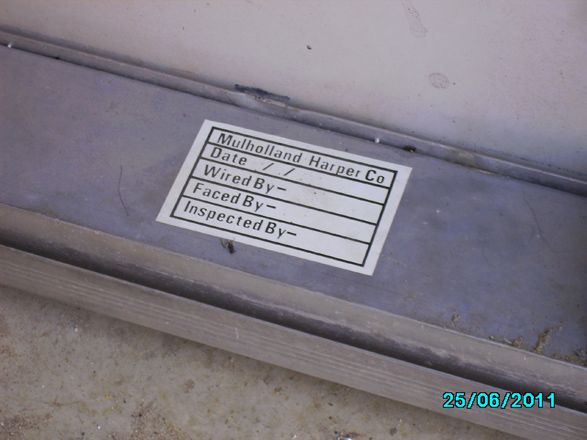 Mulholland Harper Co
Date / /
Wired By-
Faced By-
Inspected By-
25/06/2011